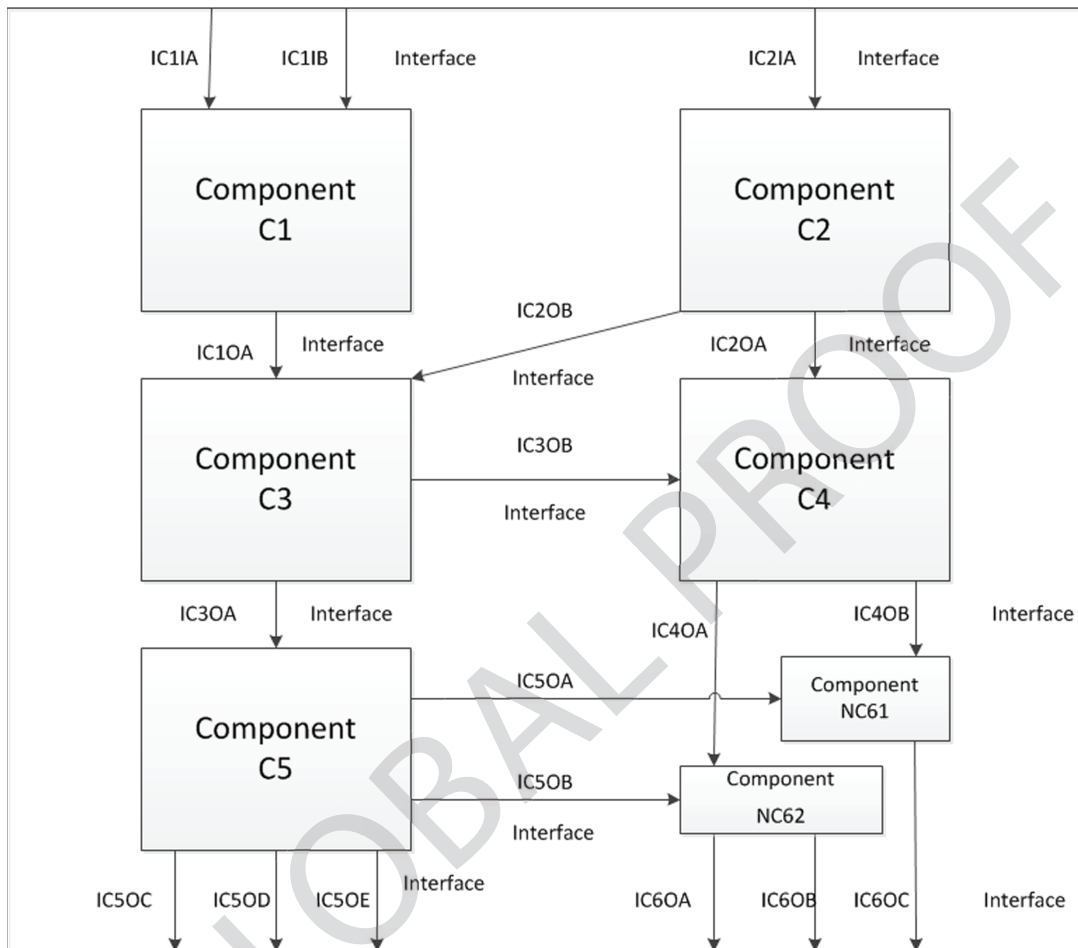 IC1IA
IC1IB
Interface
IC2IA
Interface
Component
C1
Component
C2
IC2OB
IC1OA
Interface
IC2OA
Interface
Interface
Component
C3
IC3OB
Interface
Component
C4
IC3OA
Interface
IC4OA
IC4OB
Interface
Component
C5
IC5OA
Component
NC61
IC5OB
Interface
Component
NC62
IC5OC
IC5OD
IC5OE
Interface
IC6OA
IC6OB
IC6OC
Interface
LOBAL PROOF